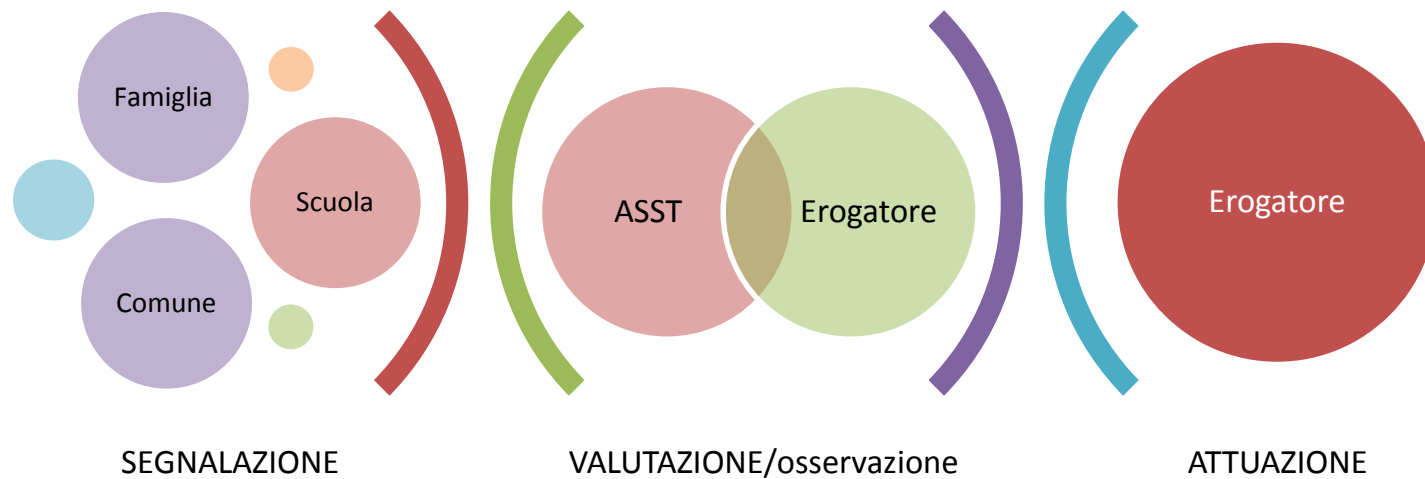 Famiglia
Scuola
Comune
ASST
Erogatore
Erogatore
SEGNALAZIONE
VALUTAZIONE/osservazione
ATTUAZIONE